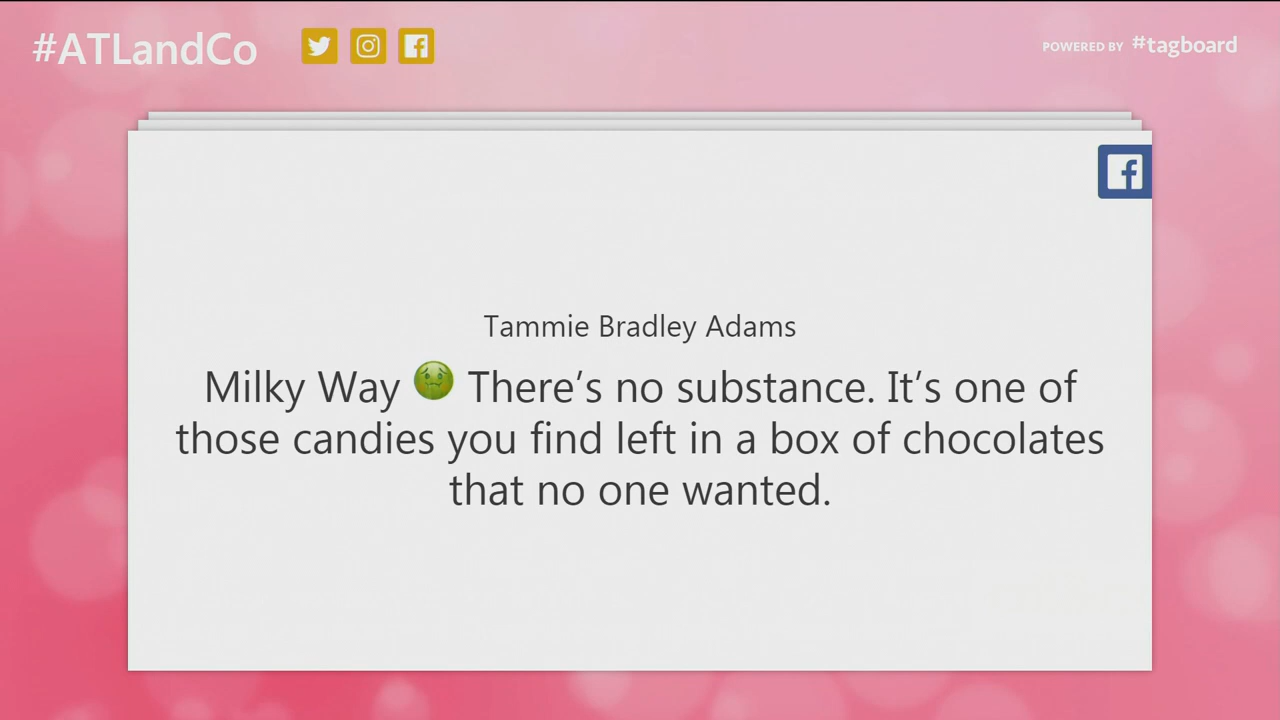 #ATLandCo
POWERED BY #tagboard
Tammie Bradley Adams
Milky Way 🤢 There’s no substance. It’s one of
those candies you find left in a box of chocolates
that no one wanted.